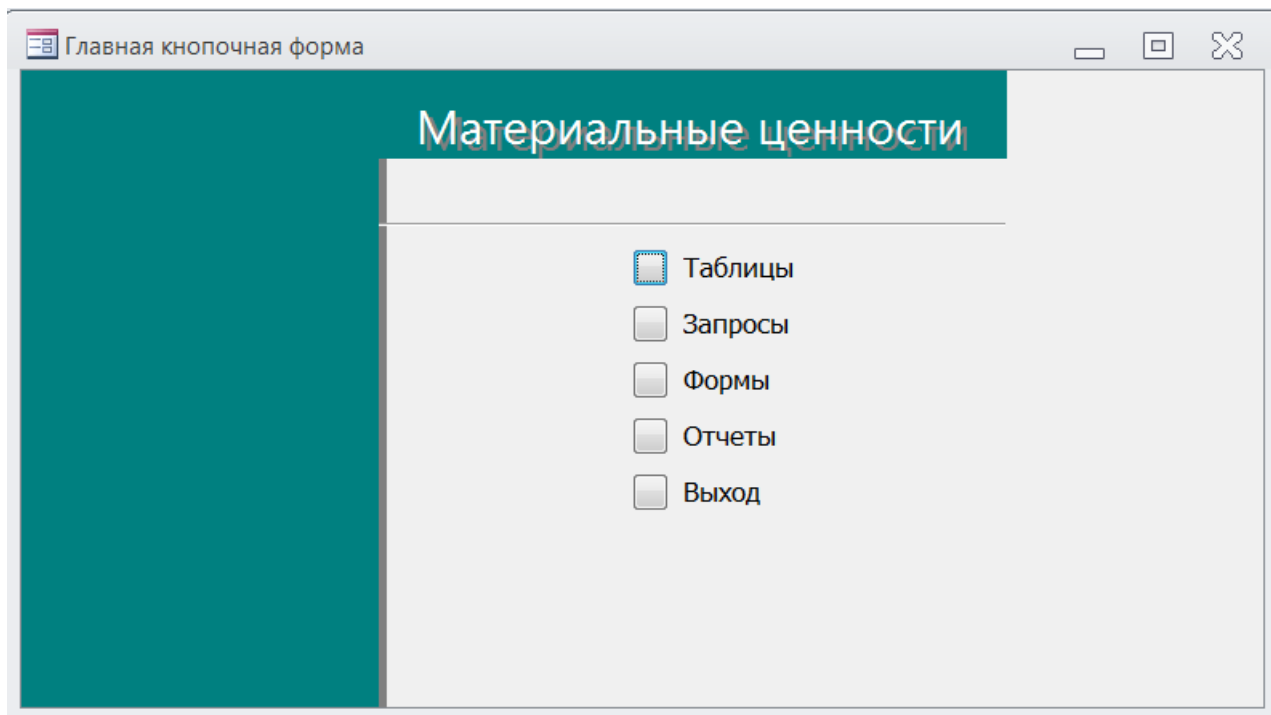 Главная кнопочная форма
Материальные ценности
Таблицы
Запросы
Формы
Отчеты
Выход